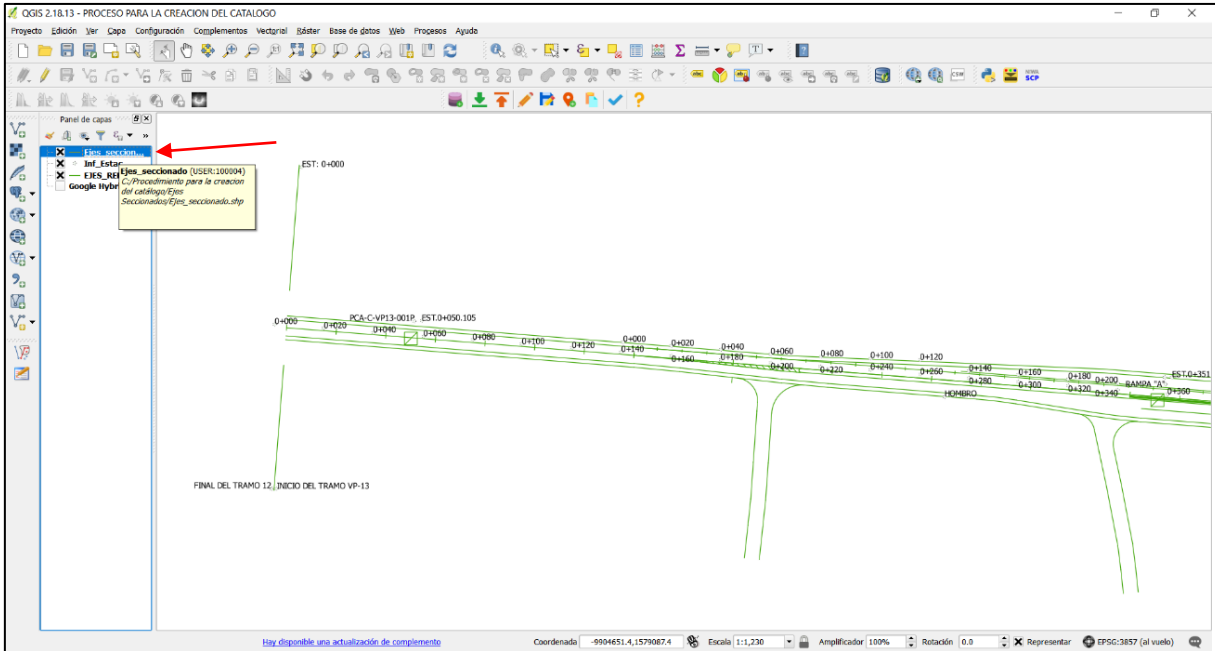 QGIS 2.18.13 - PROCESO PARA LA CREACION DEL CATALOGO
Proyecto Edición Ver Capa Configuración Complementos Vectorial Ráster Base de datos Web Procesos Ayuda
CSW
SCP
Panel de capas
Ejes_seccion...
Inf_Estac
EJES_RE
Google Hybr
Ejes_seccionado (USER:100004)
C:/Procedimiento para la creacion
del catálogo/Ejes
Seccionados/Ejes_seccionado.shp
EST: 0+000
PCA-C-VP13-001P, EST.0+050.105
0+000 0+020 0+040 0+060 0+080 0+100 0+120 0+140 0+160 0+180 0+200 0+220 0+240 0+260 0+280 0+300 0+320 0+340 0+360
0+000 0+020 0+040 0+060 0+080 0+100 0+120 0+140 0+160 0+180 0+200
RAMPA "A"
EST.0+351
HOMBRO
FINAL DEL TRAMO 12, INICIO DEL TRAMO VP-13
Hay disponible una actualización de complemento Coordenada -9904651.4,1579087.4 Escala 1:1,230 Amplificador 100% Rotación 0.0 Representar EPSG:3857 (al vuelo)